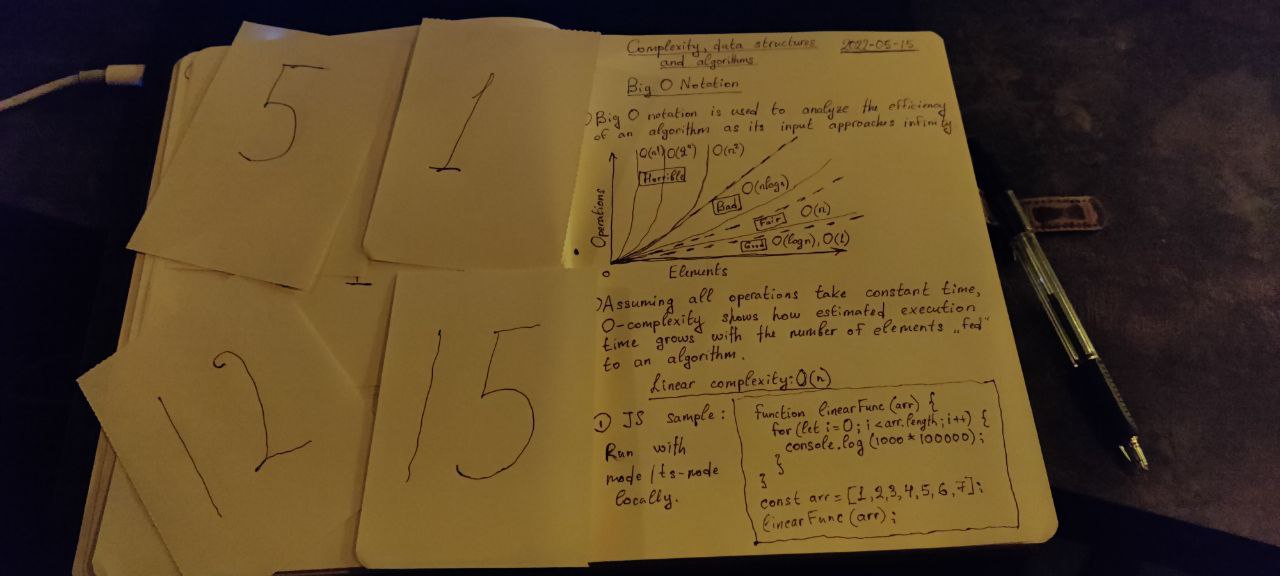 5
1
12
15
Complexity, data structures 2022-05-15
and algorithms
Big O Notation
Big O notation is used to analyze the efficiency
of an algorithm as its input approaches infinity
O(n!) O(2ⁿ) O(n²)
Horrible
O(nlogn)
Bad
O(n)
Fair
Good O(logn), O(1)
Operations
0
Elements
Assuming all operations take constant time,
O-complexity shows how estimated execution
time grows with the number of elements „fed"
to an algorithm.
Linear complexity: O(n)
① JS sample:
Run with
node / ts-node
locally.
function linearFunc (arr) {
for (let i=0; i < arr.length; i++) {
console.log (1000 * 100000);
}
}
const arr = [1,2,3,4,5,6,7];
linearFunc (arr);